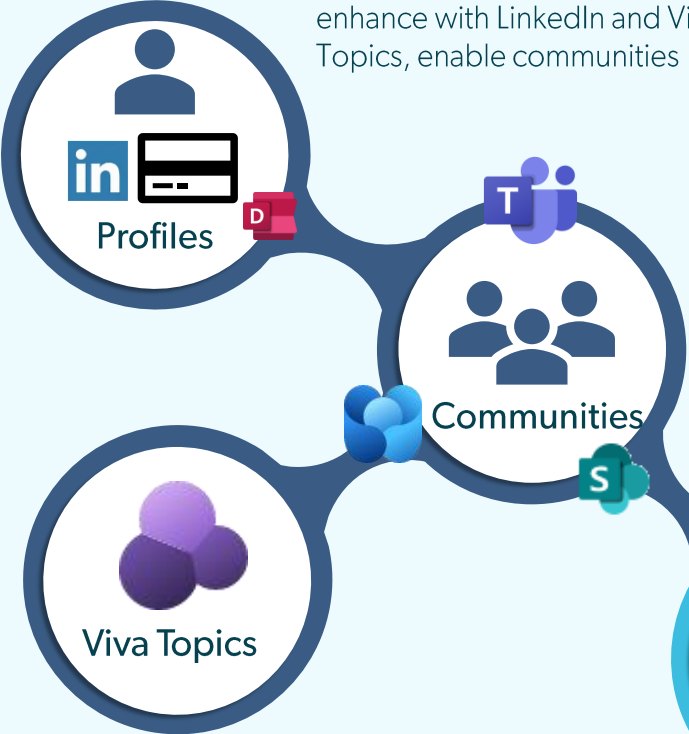 enhance with LinkedIn and Vi
Topics, enable communities
in
D
Profiles
T
Communities
S
Viva Topics